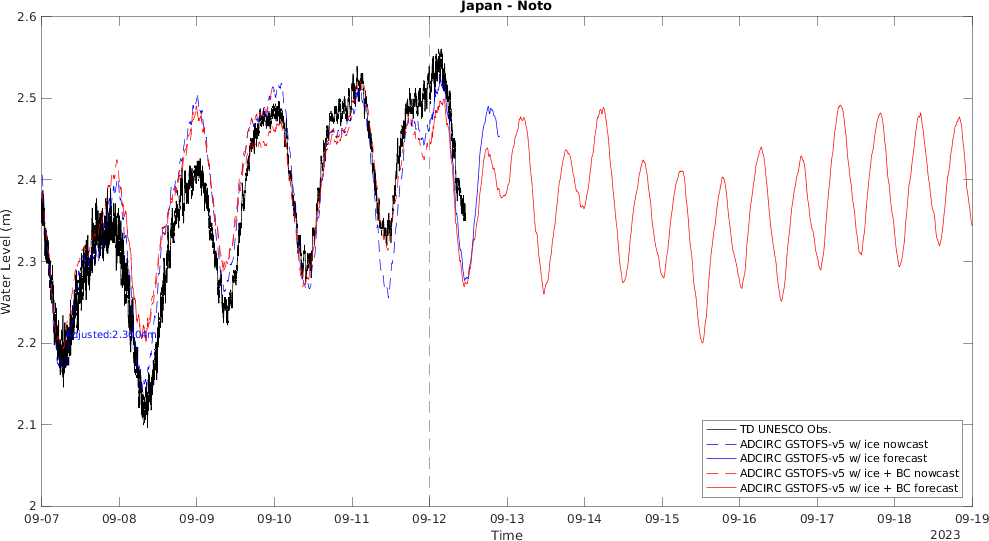 Japan - Noto
2.6
2.5
2.4
2.3
2.2
2.1
2
Water Level (m)
TD UNESCO Obs.
ADCIRC GSTOFS-v5 w/ ice nowcast
ADCIRC GSTOFS-v5 w/ ice forecast
ADCIRC GSTOFS-v5 w/ ice + BC nowcast
ADCIRC GSTOFS-v5 w/ ice + BC forecast
09-07 09-08 09-09 09-10 09-11 09-12 09-13 09-14 09-15 09-16 09-17 09-18 09-19
Time
2023